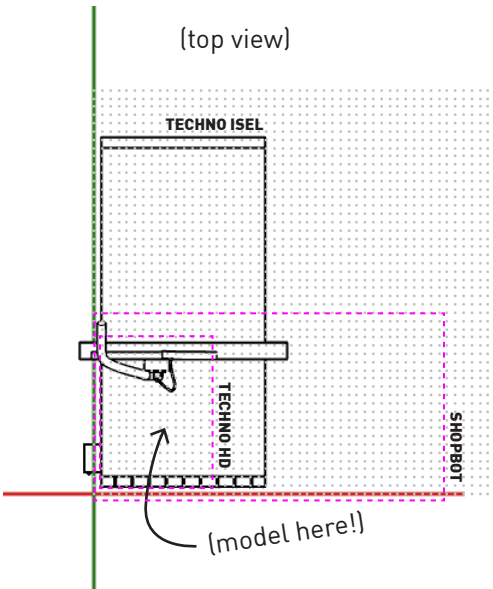 (top view)
TECHNO ISEL
TECHNO HD
SHOPBOT
(model here!)